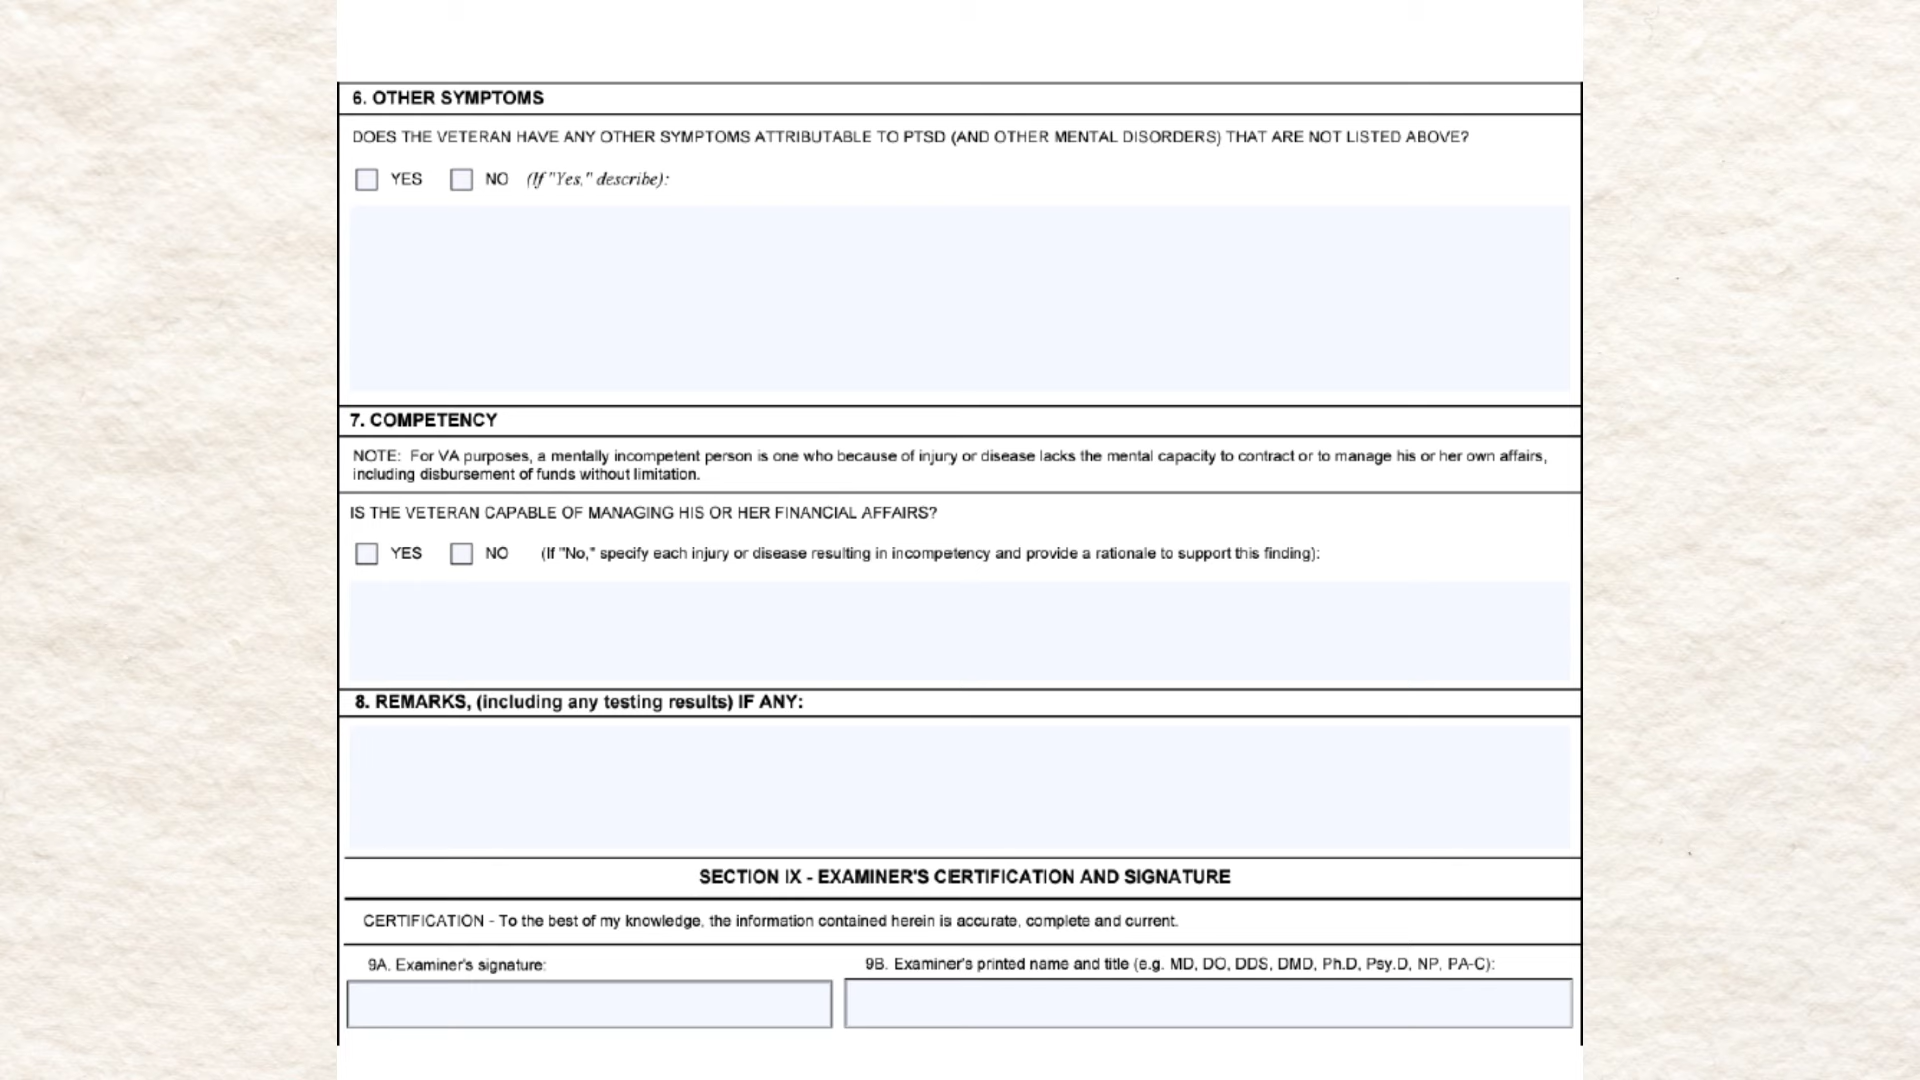 6. OTHER SYMPTOMS
DOES THE VETERAN HAVE ANY OTHER SYMPTOMS ATTRIBUTABLE TO PTSD (AND OTHER MENTAL DISORDERS) THAT ARE NOT LISTED ABOVE?
YES NO (If "Yes," describe):
7. COMPETENCY
NOTE: For VA purposes, a mentally incompetent person is one who because of injury or disease lacks the mental capacity to contract or to manage his or her own affairs,
including disbursement of funds without limitation.
IS THE VETERAN CAPABLE OF MANAGING HIS OR HER FINANCIAL AFFAIRS?
YES NO (If "No," specify each injury or disease resulting in incompetency and provide a rationale to support this finding):
8. REMARKS, (including any testing results) IF ANY:
SECTION IX - EXAMINER'S CERTIFICATION AND SIGNATURE
CERTIFICATION - To the best of my knowledge, the information contained herein is accurate, complete and current.
9A. Examiner's signature:
9B. Examiner's printed name and title (e.g. MD, DO, DDS, DMD, Ph.D, Psy.D, NP, PA-C):